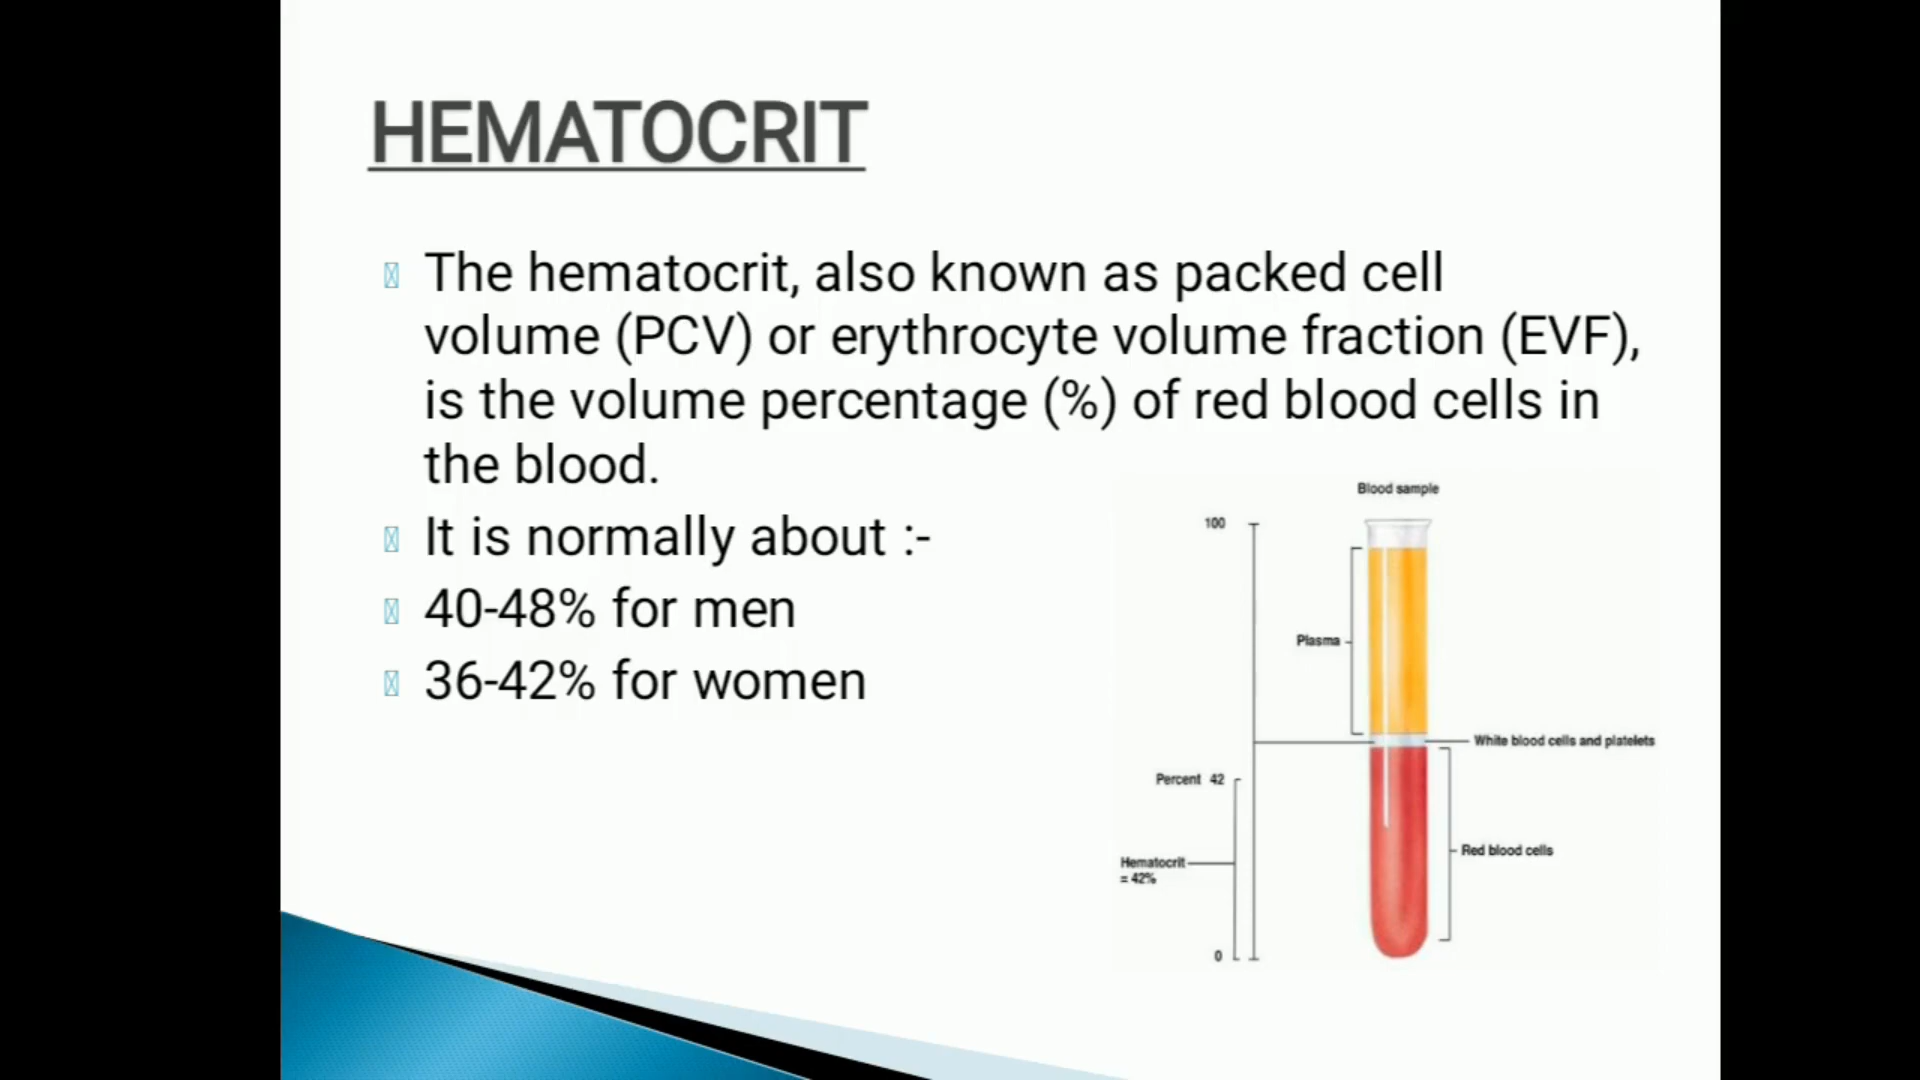 HEMATOCRIT
The hematocrit, also known as packed cell
volume (PCV) or erythrocyte volume fraction (EVF),
is the volume percentage (%) of red blood cells in
the blood.
It is normally about :-
40-48% for men
36-42% for women
Blood sample
100
Plasma
White blood cells and platelets
Percent 42
Red blood cells
Hematocrit
= 42%
0